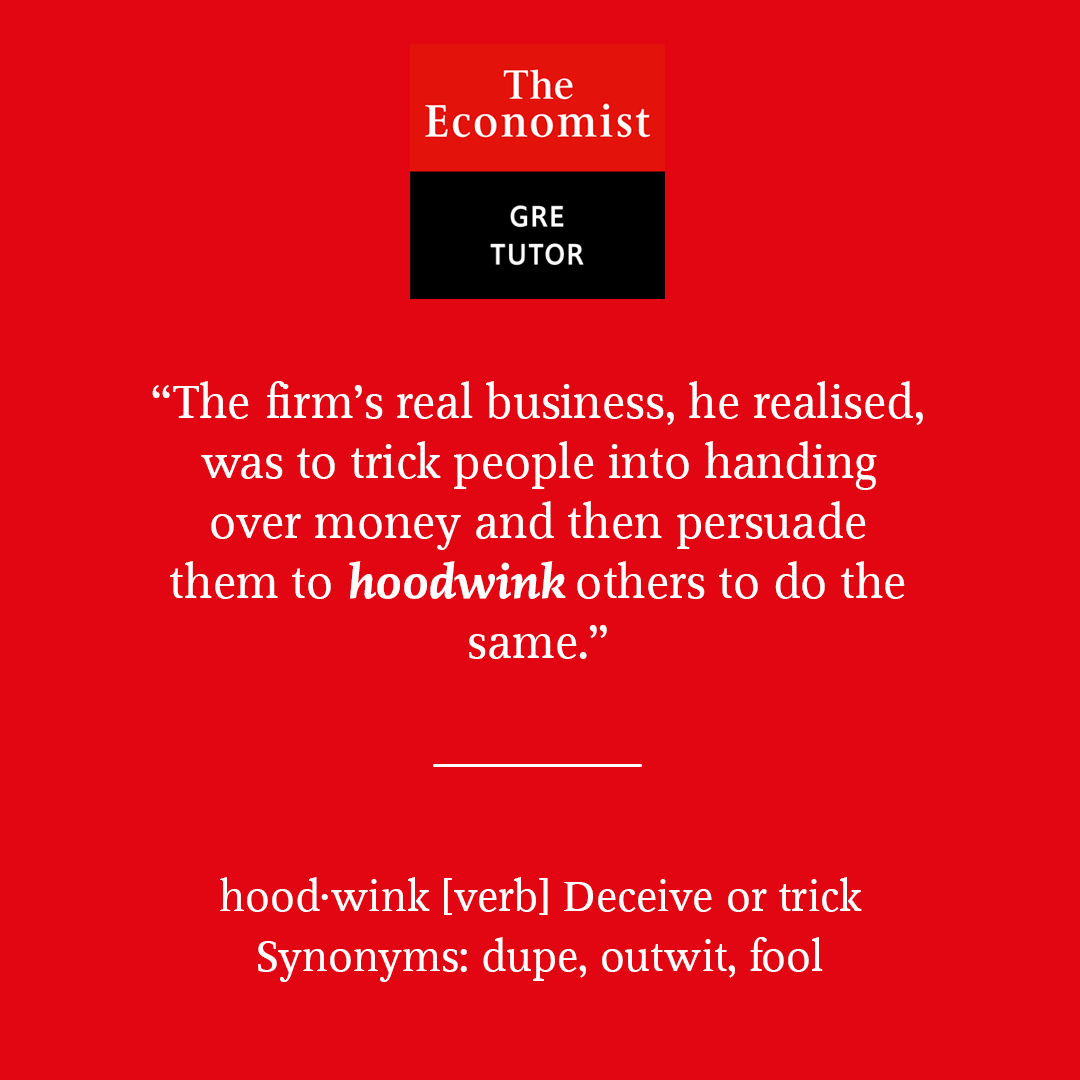 The
Economist
GRE
TUTOR
“The firm’s real business, he realised,
was to trick people into handing
over money and then persuade
them to hoodwink others to do the
same.”
hood·wink [verb] Deceive or trick
Synonyms: dupe, outwit, fool